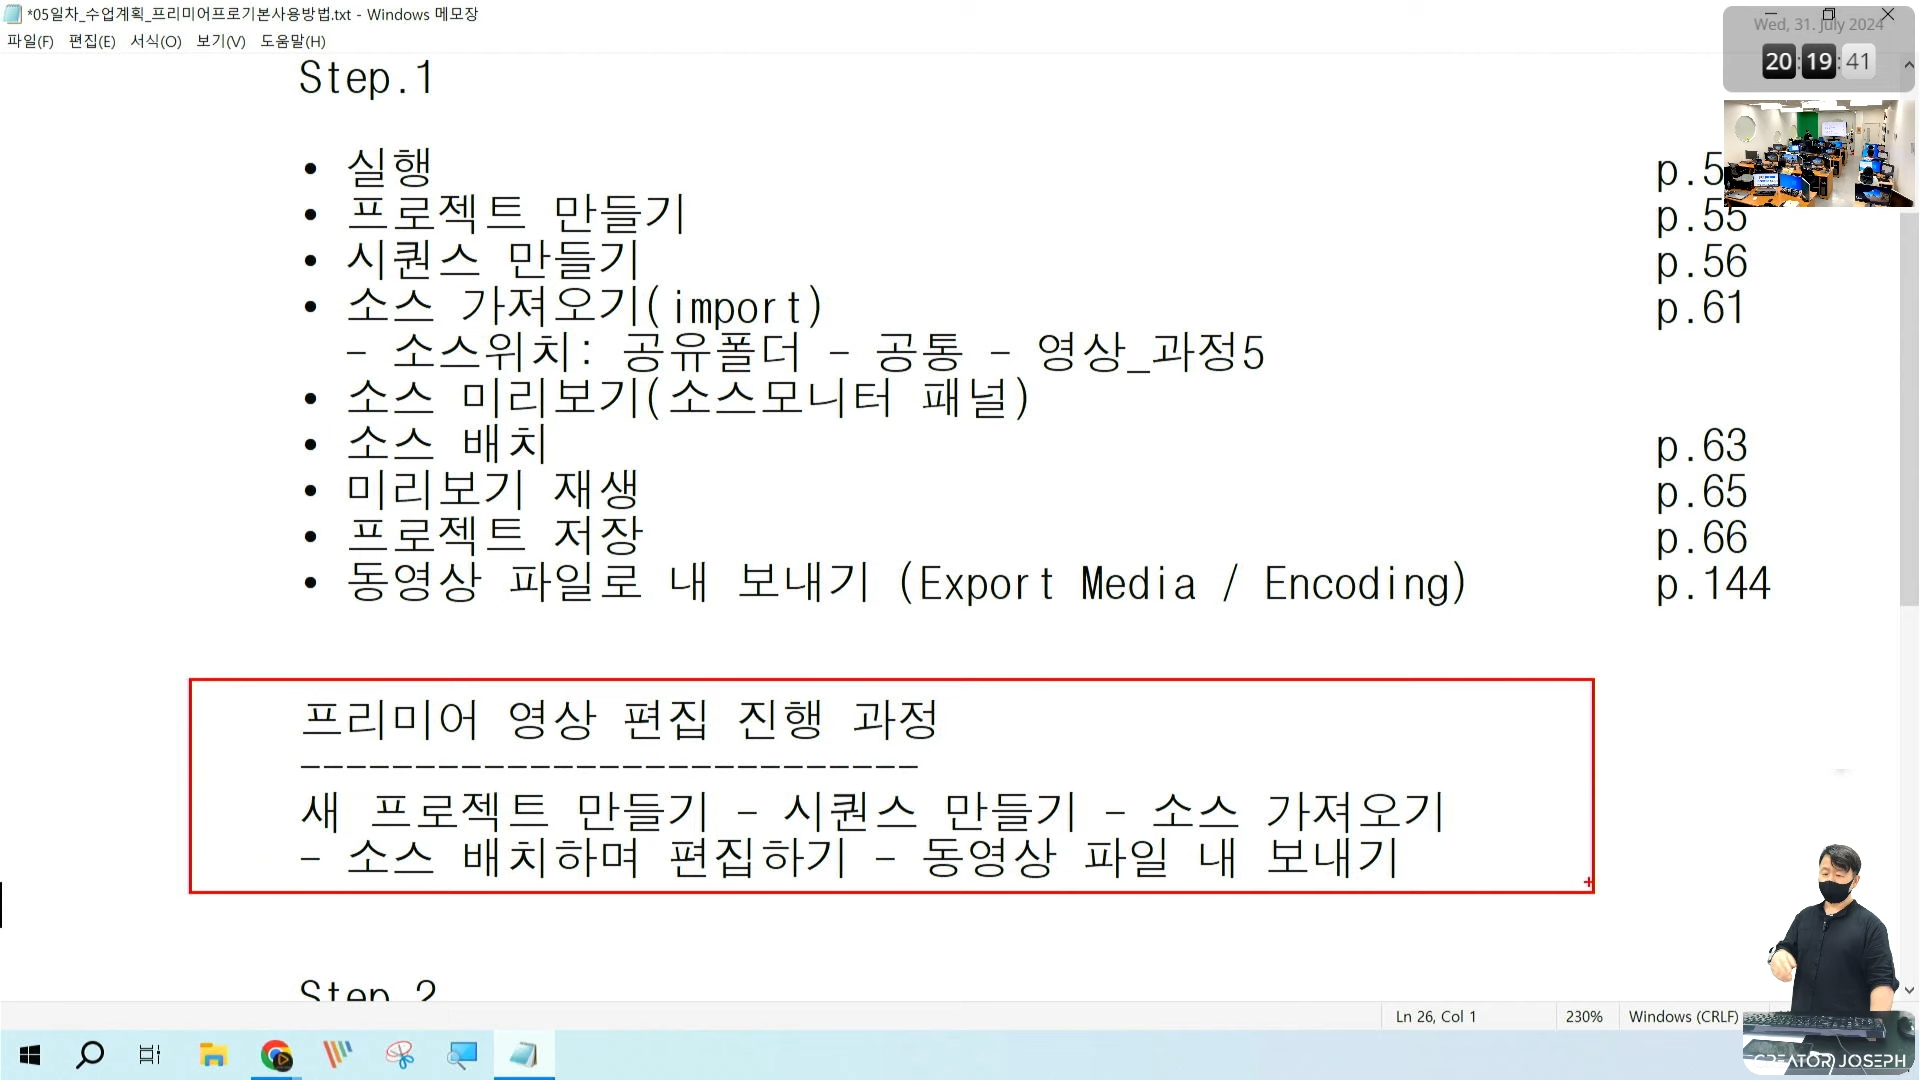 *05일차_수업계획_프리미어프로기본사용방법.txt - Windows 메모장
파일(F) 편집(E) 서식(O) 보기(V) 도움말(H)
Wed, 31. July 2024
20:19:41
Step.1
• 실행 p.5
• 프로젝트 만들기 p.55
• 시퀀스 만들기 p.56
• 소스 가져오기(import) p.61
- 소스위치: 공유폴더 - 공통 - 영상_과정5
• 소스 미리보기(소스모니터 패널)
• 소스 배치 p.63
• 미리보기 재생 p.65
• 프로젝트 저장 p.66
• 동영상 파일로 내 보내기 (Export Media / Encoding) p.144
프리미어 영상 편집 진행 과정
---------------------------
새 프로젝트 만들기 - 시퀀스 만들기 - 소스 가져오기
- 소스 배치하며 편집하기 - 동영상 파일 내 보내기
Step.2
Ln 26, Col 1 230% Windows (CRLF)
CREATOR JOSEPH